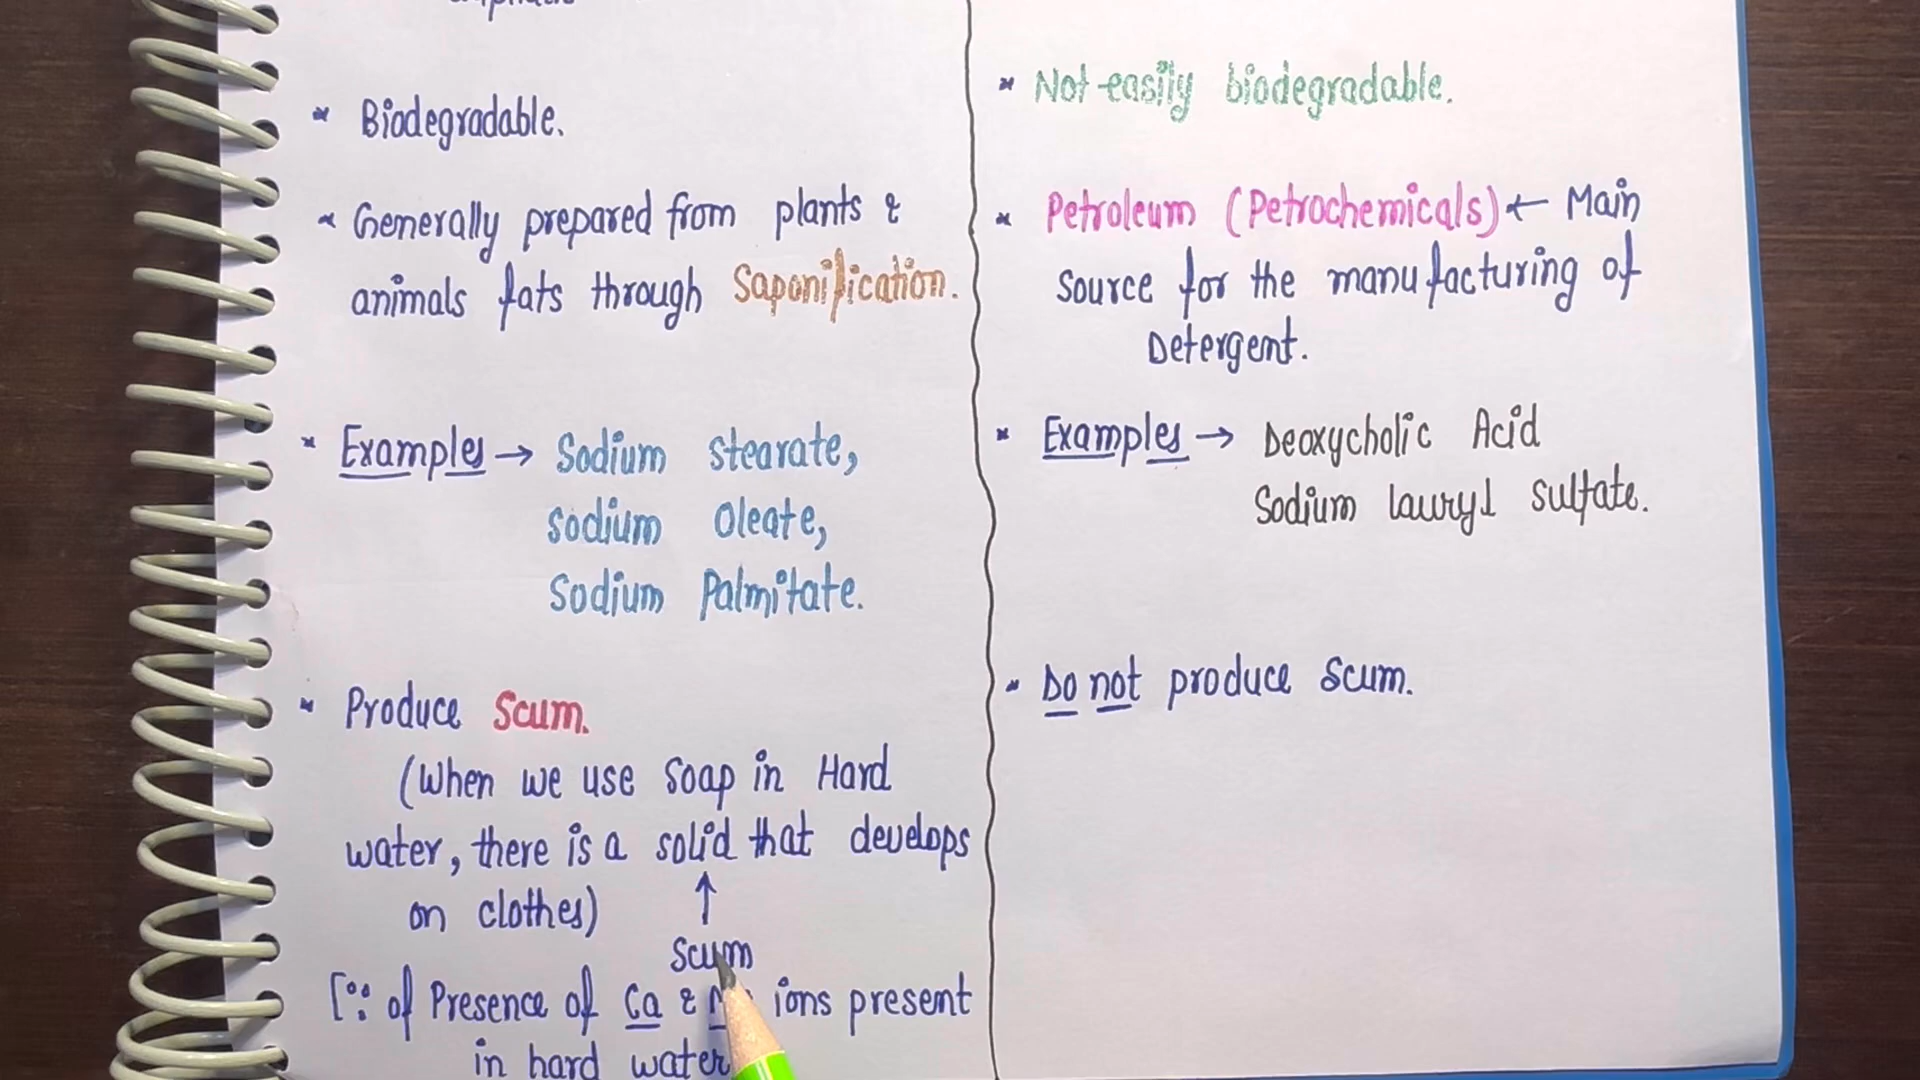 * Biodegradable.
* Generally prepared from plants &
animals fats through Saponification.
* Examples → Sodium stearate,
sodium Oleate,
Sodium Palmitate.
* Produce Scum.
(When we use soap in Hard
water, there is a solid that develops
on clothes) ↑
Scum
[∵ of Presence of Ca & ions present
in hard water
* Not easily biodegradable.
* Petroleum (Petrochemicals) ← Main
Source for the manufacturing of
Detergent.
* Examples → Deoxycholic Acid
Sodium lauryl sulfate.
* Do not produce Scum.